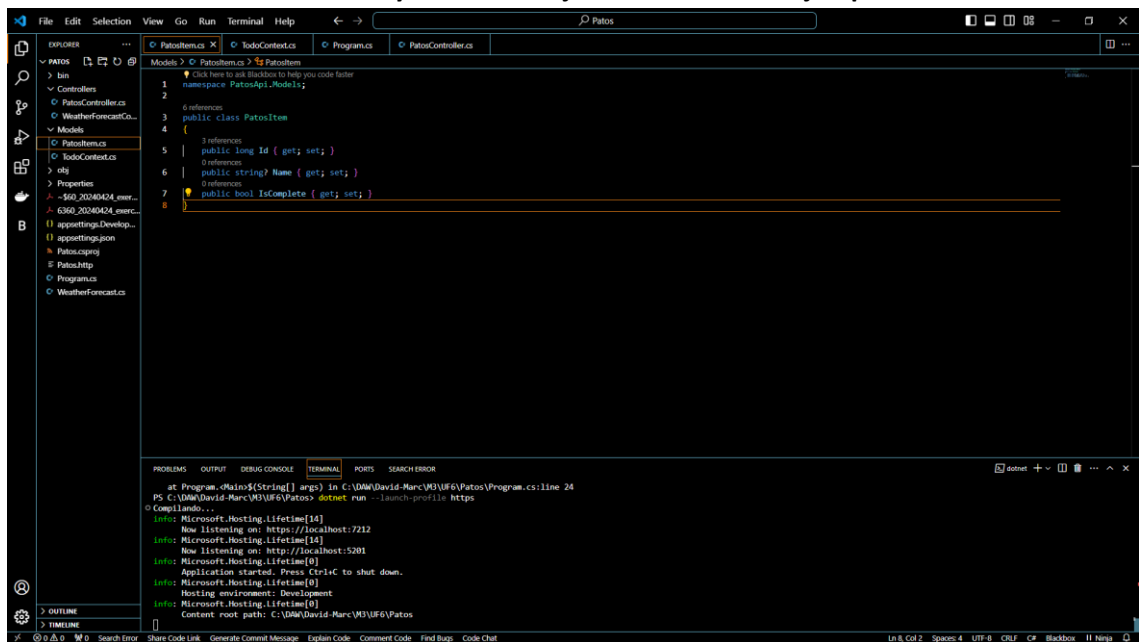 File Edit Selection View Go Run Terminal Help
Patos
EXPLORER
PATOS
bin
Controllers
PatosController.cs
WeatherForecastCo...
Models
PatosItem.cs
TodoContext.cs
obj
Properties
~$60_20240424_exer...
6360_20240424_exerc...
appsettings.Develop...
appsettings.json
Patos.csproj
Patos.http
Program.cs
WeatherForecast.cs
OUTLINE
TIMELINE
PatosItem.cs TodoContext.cs Program.cs PatosController.cs
Models > PatosItem.cs > PatosItem
Click here to ask Blackbox to help you code faster
1 namespace PatosApi.Models;
2
6 references
3 public class PatosItem
4 {
3 references
5 public long Id { get; set; }
0 references
6 public string? Name { get; set; }
0 references
7 public bool IsComplete { get; set; }
8 }
PROBLEMS OUTPUT DEBUG CONSOLE TERMINAL PORTS SEARCH ERROR
dotnet
at Program.<Main>$(String[] args) in C:\DAW\David-Marc\M3\UF6\Patos\Program.cs:line 24
PS C:\DAW\David-Marc\M3\UF6\Patos> dotnet run --launch-profile https
Compilando...
info: Microsoft.Hosting.Lifetime[14]
Now listening on: https://localhost:7212
info: Microsoft.Hosting.Lifetime[14]
Now listening on: http://localhost:5201
info: Microsoft.Hosting.Lifetime[0]
Application started. Press Ctrl+C to shut down.
info: Microsoft.Hosting.Lifetime[0]
Hosting environment: Development
info: Microsoft.Hosting.Lifetime[0]
Content root path: C:\DAW\David-Marc\M3\UF6\Patos
0 0 0 Search Error Share Code Link Generate Commit Message Explain Code Comment Code Find Bugs Code Chat Ln 8, Col 2 Spaces: 4 UTF-8 CRLF C# Blackbox Ninja